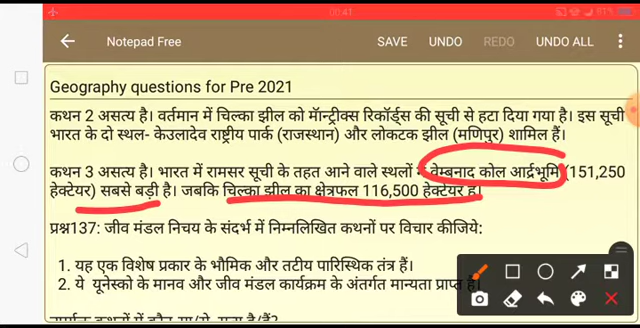 00:41
81%
Notepad Free SAVE UNDO REDO UNDO ALL
Geography questions for Pre 2021
कथन 2 असत्य है। वर्तमान में चिल्का झील को मॅान्ट्रीक्स रिकॉर्ड्स की सूची से हटा दिया गया है। इस सूची
भारत के दो स्थल- केउलादेव राष्ट्रीय पार्क (राजस्थान) और लोकटक झील (मणिपुर) शामिल हैं।
कथन 3 असत्य है। भारत में रामसर सूची के तहत आने वाले स्थलों में वेम्बनाद कोल आर्द्रभूमि (151,250
हेक्टेयर) सबसे बड़ी है। जबकि चिल्का झील का क्षेत्रफल 116,500 हेक्टेयर है।
प्रश्न137: जीव मंडल निचय के संदर्भ में निम्नलिखित कथनों पर विचार कीजिये:
1. यह एक विशेष प्रकार के भौमिक और तटीय पारिस्थिक तंत्र हैं।
2. ये यूनेस्को के मानव और जीव मंडल कार्यक्रम के अंतर्गत मान्यता प्राप्त है।